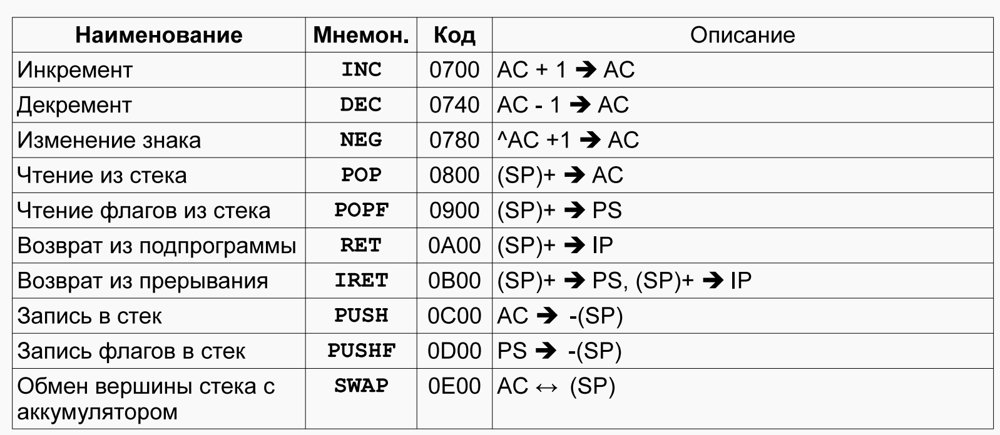 Наименование Мнемон. Код Описание
Инкремент INC 0700 AC + 1 ➔ AC
Декремент DEC 0740 AC - 1 ➔ AC
Изменение знака NEG 0780 ^AC +1 ➔ AC
Чтение из стека POP 0800 (SP)+ ➔ AC
Чтение флагов из стека POPF 0900 (SP)+ ➔ PS
Возврат из подпрограммы RET 0A00 (SP)+ ➔ IP
Возврат из прерывания IRET 0B00 (SP)+ ➔ PS, (SP)+ ➔ IP
Запись в стек PUSH 0C00 AC ➔ -(SP)
Запись флагов в стек PUSHF 0D00 PS ➔ -(SP)
Обмен вершины стека с SWAP 0E00 AC ↔ (SP)
аккумулятором